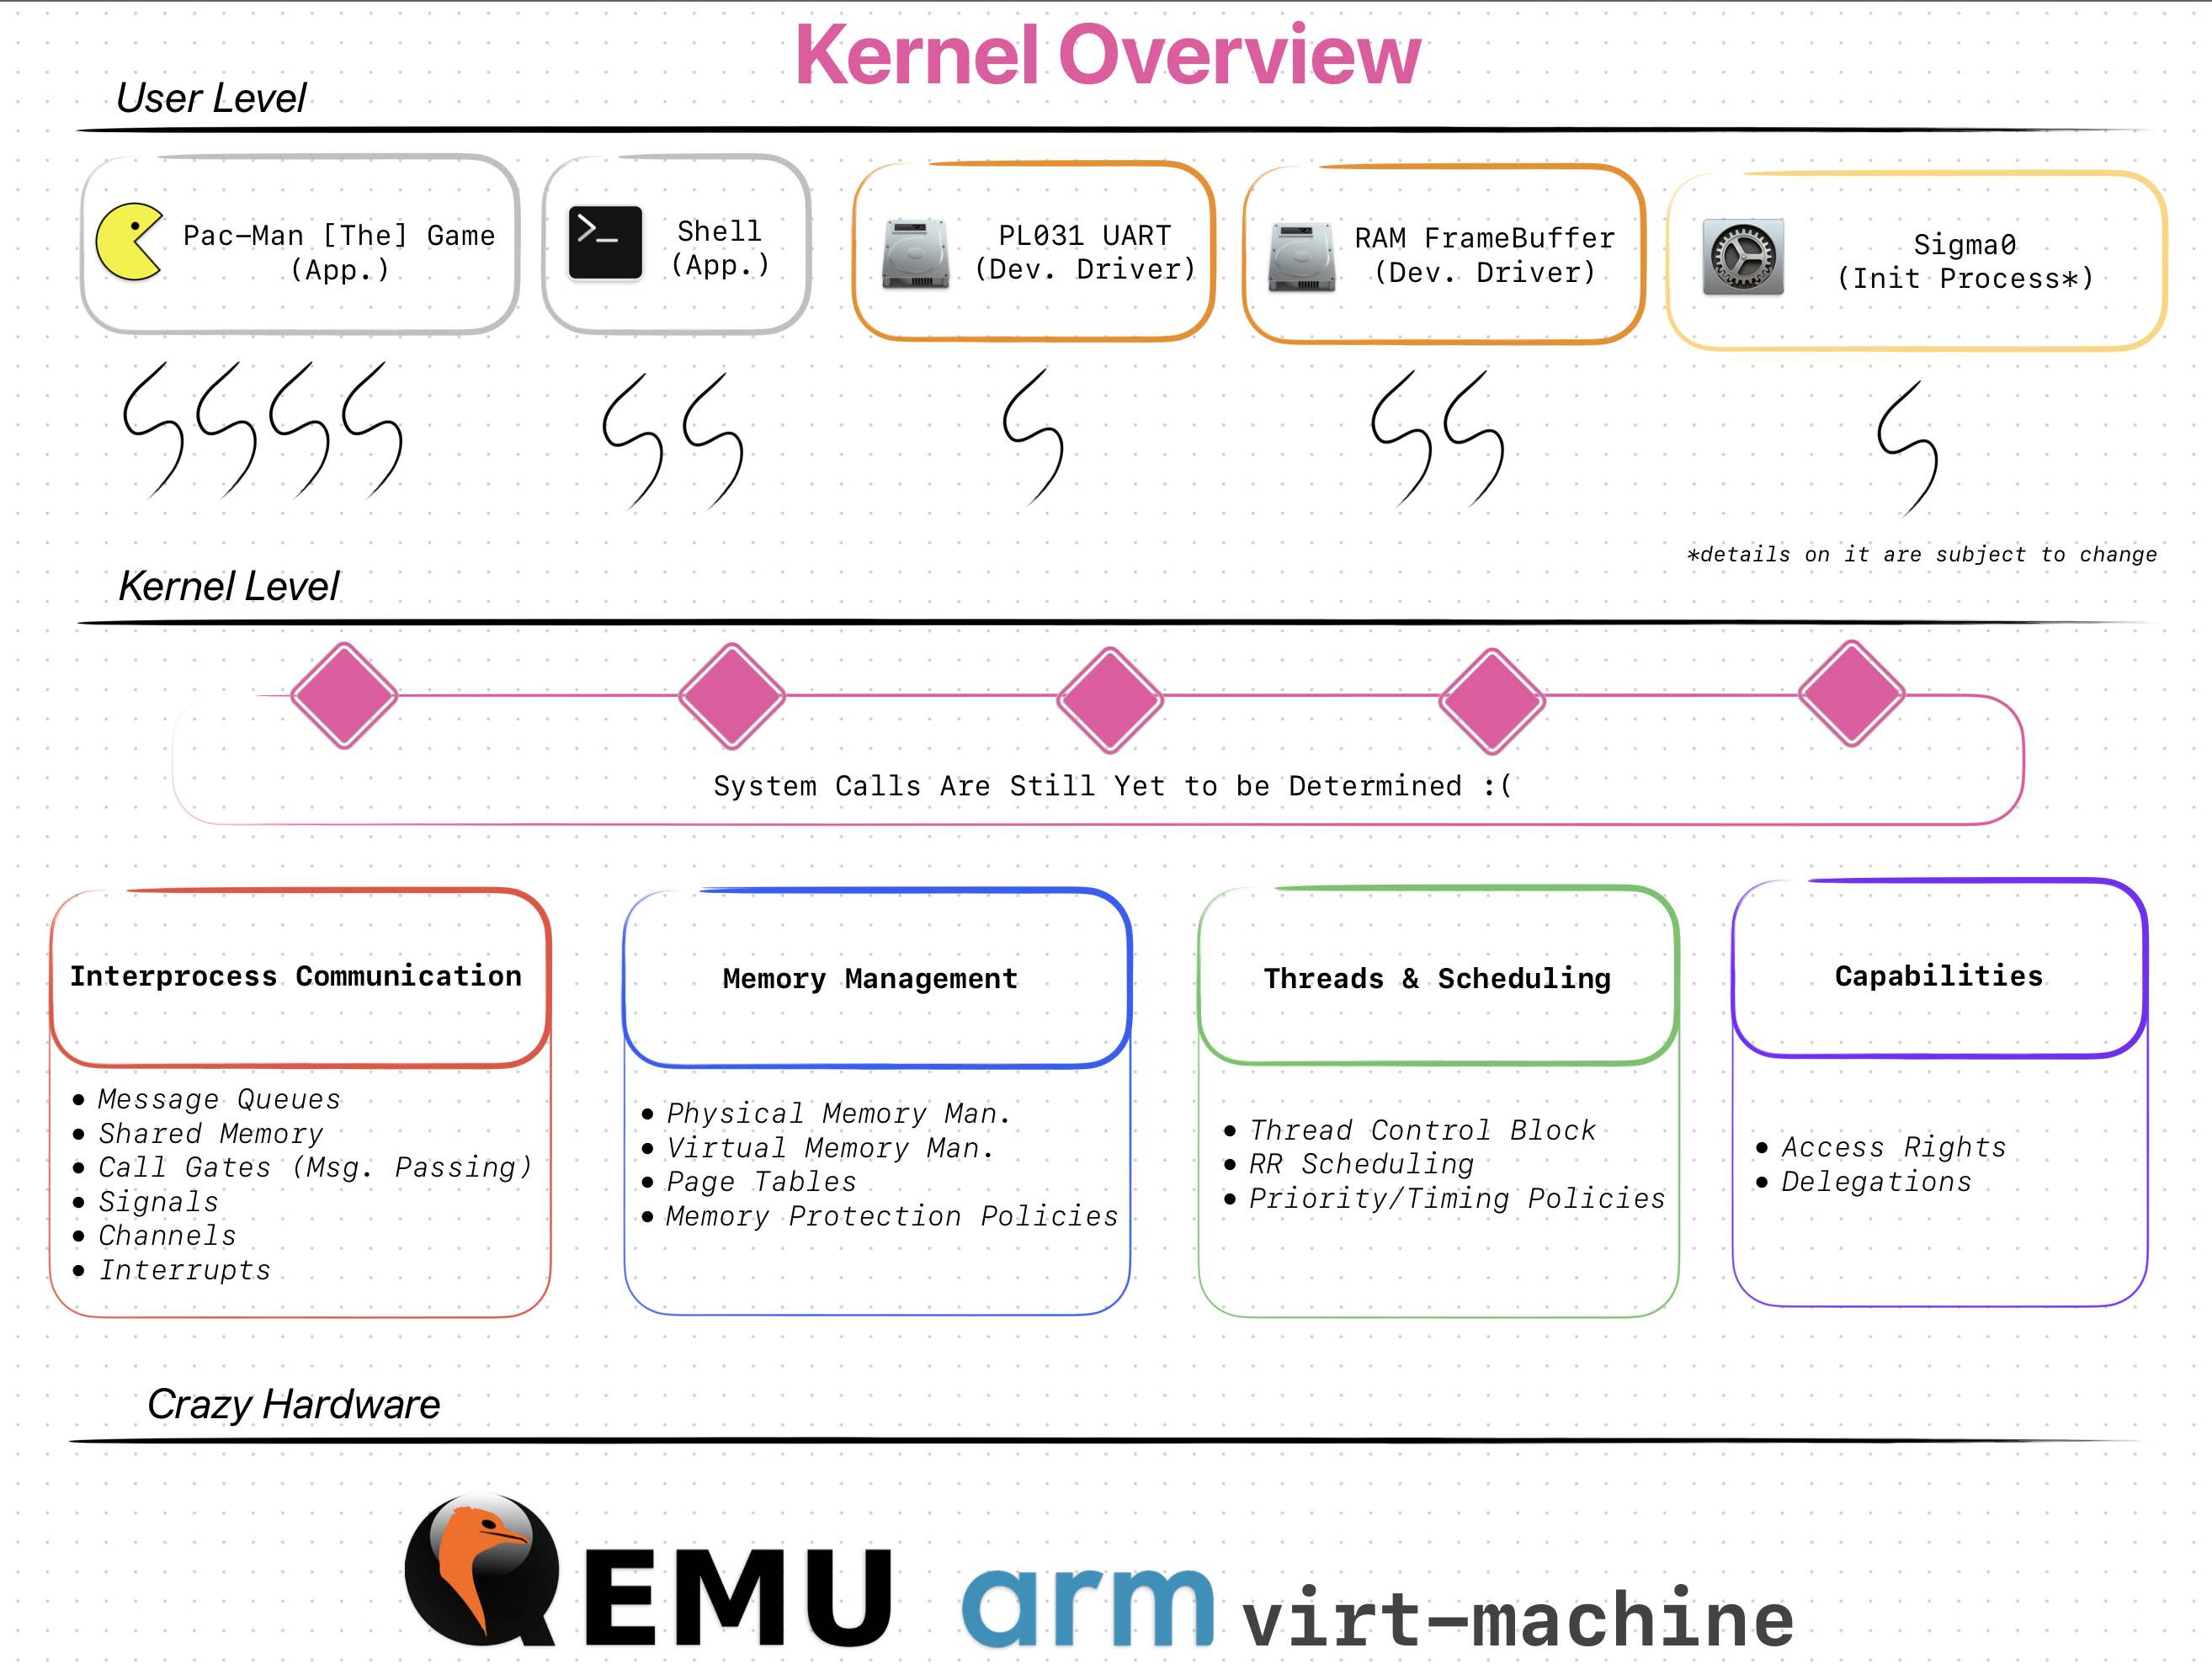 Kernel Overview
User Level
Pac-Man [The] Game
(App.)
Shell
(App.)
PL031 UART
(Dev. Driver)
RAM FrameBuffer
(Dev. Driver)
Sigma0
(Init Process*)
*details on it are subject to change
Kernel Level
System Calls Are Still Yet to be Determined :(
Interprocess Communication
• Message Queues
• Shared Memory
• Call Gates (Msg. Passing)
• Signals
• Channels
• Interrupts
Memory Management
• Physical Memory Man.
• Virtual Memory Man.
• Page Tables
• Memory Protection Policies
Threads & Scheduling
• Thread Control Block
• RR Scheduling
• Priority/Timing Policies
Capabilities
• Access Rights
• Delegations
Crazy Hardware
QEMU arm virt-machine